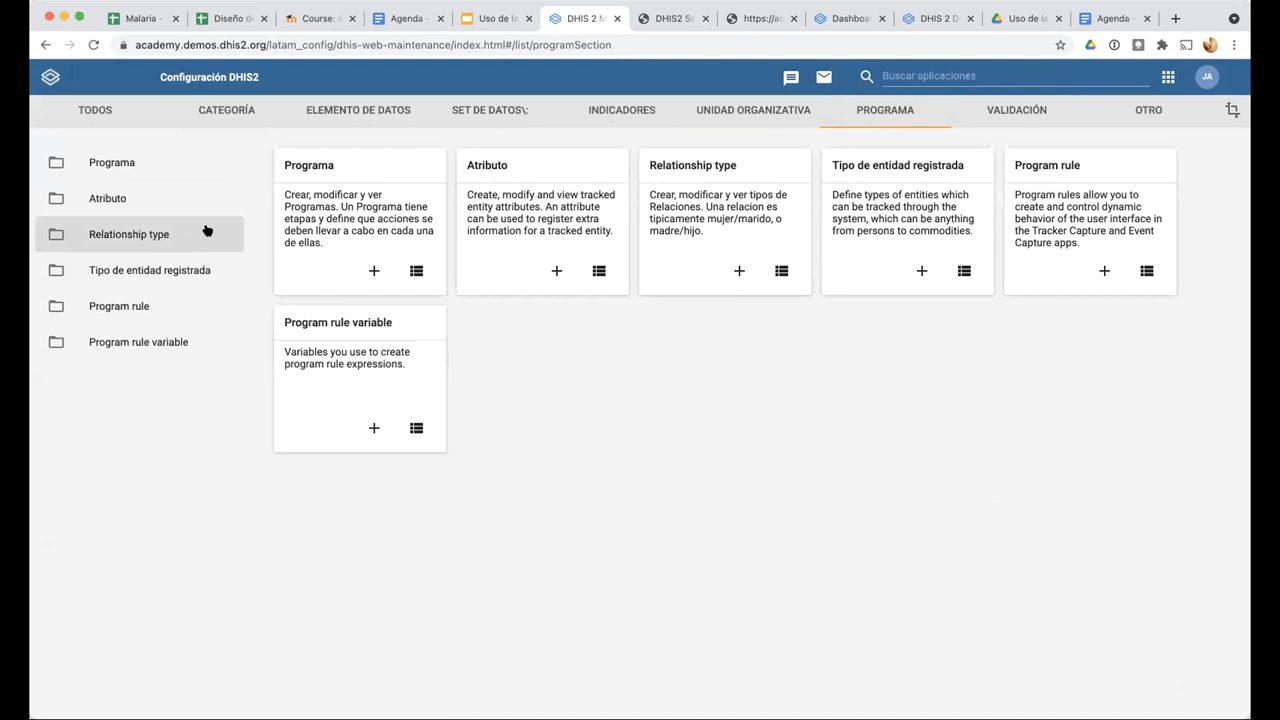 Malaria -
Diseño de
Course: A
Agenda -
Uso de la
DHIS 2 M
DHIS2 Sc
https://ac
Dashboa
DHIS 2 D
Uso de la
Agenda -
academy.demos.dhis2.org/latam_config/dhis-web-maintenance/index.html#/list/programSection
Configuración DHIS2
Buscar aplicaciones
JA
TODOS
CATEGORÍA
ELEMENTO DE DATOS
SET DE DATOS\:
INDICADORES
UNIDAD ORGANIZATIVA
PROGRAMA
VALIDACIÓN
OTRO
Programa
Atributo
Relationship type
Tipo de entidad registrada
Program rule
Program rule variable
Programa
Crear, modificar y ver
Programas. Un Programa tiene
etapas y define que acciones se
deben llevar a cabo en cada una
de ellas.
Atributo
Create, modify and view tracked
entity attributes. An attribute
can be used to register extra
information for a tracked entity.
Relationship type
Crear, modificar y ver tipos de
Relaciones. Una relacion es
tipicamente mujer/marido, o
madre/hijo.
Tipo de entidad registrada
Define types of entities which
can be tracked through the
system, which can be anything
from persons to commodities.
Program rule
Program rules allow you to
create and control dynamic
behavior of the user interface in
the Tracker Capture and Event
Capture apps.
Program rule variable
Variables you use to create
program rule expressions.